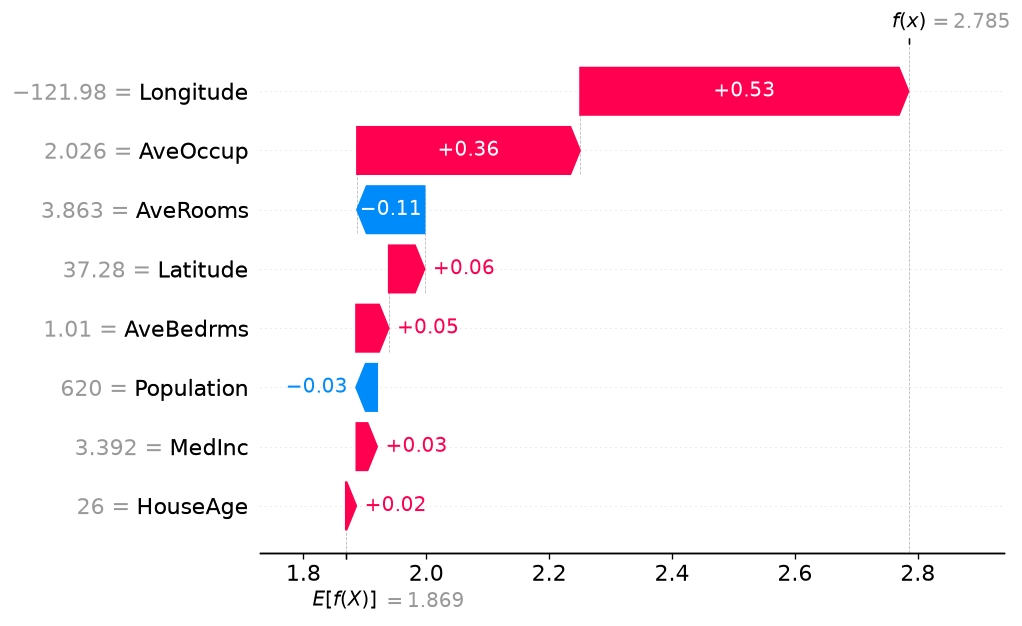 f(x) = 2.785
−121.98 = Longitude +0.53
2.026 = AveOccup +0.36
3.863 = AveRooms −0.11
37.28 = Latitude +0.06
1.01 = AveBedrms +0.05
620 = Population −0.03
3.392 = MedInc +0.03
26 = HouseAge +0.02
1.8 2.0 2.2 2.4 2.6 2.8
E[f(X)] = 1.869